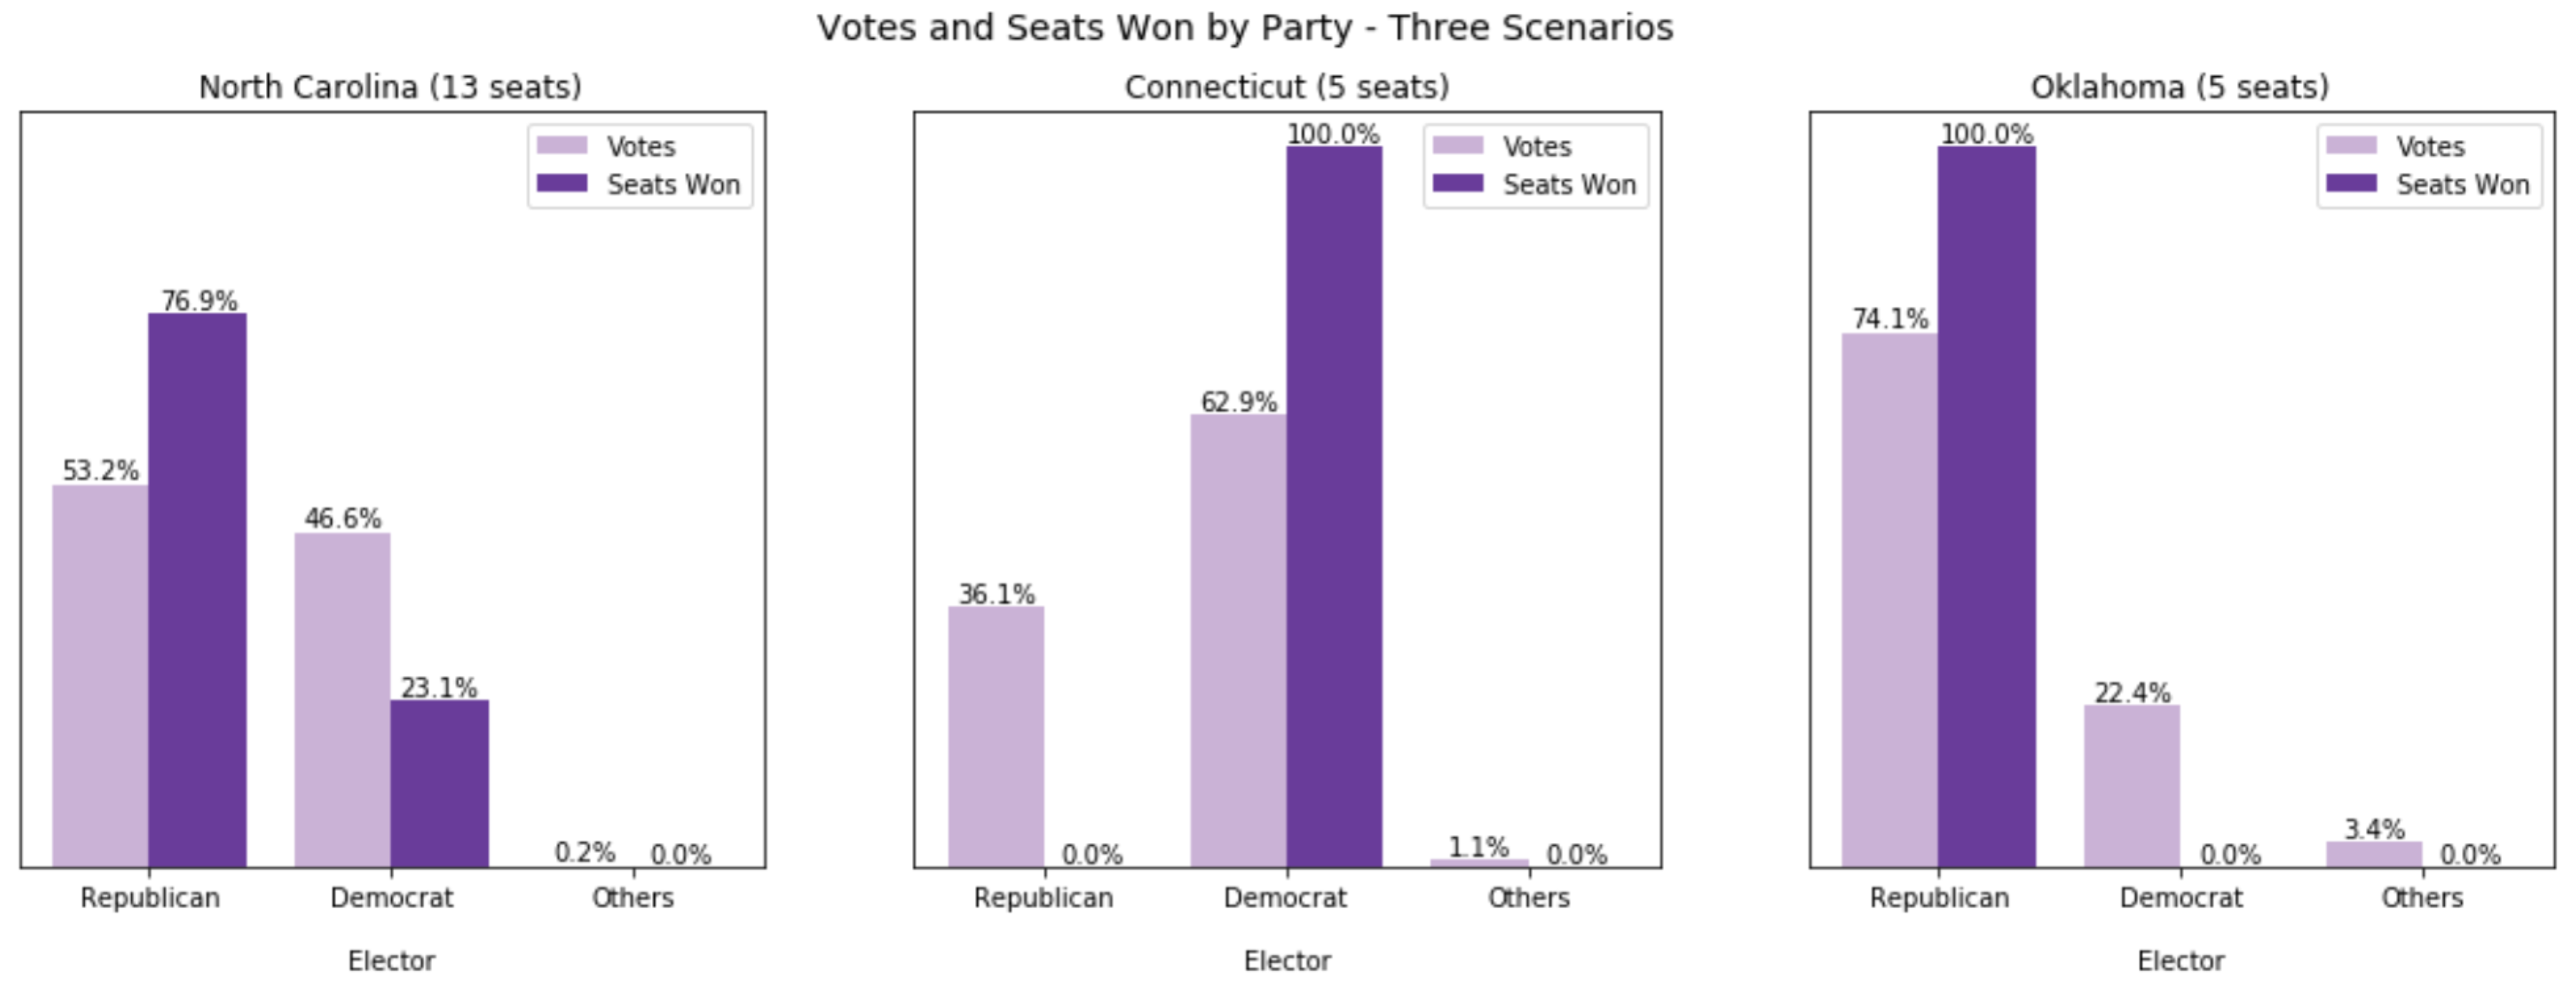 Votes and Seats Won by Party - Three Scenarios
North Carolina (13 seats)
Votes
Seats Won
76.9%
53.2%
46.6%
23.1%
0.2%
0.0%
Republican
Democrat
Others
Elector
Connecticut (5 seats)
100.0%
Votes
Seats Won
62.9%
36.1%
0.0%
1.1%
0.0%
Republican
Democrat
Others
Elector
Oklahoma (5 seats)
100.0%
Votes
Seats Won
74.1%
22.4%
0.0%
3.4%
0.0%
Republican
Democrat
Others
Elector